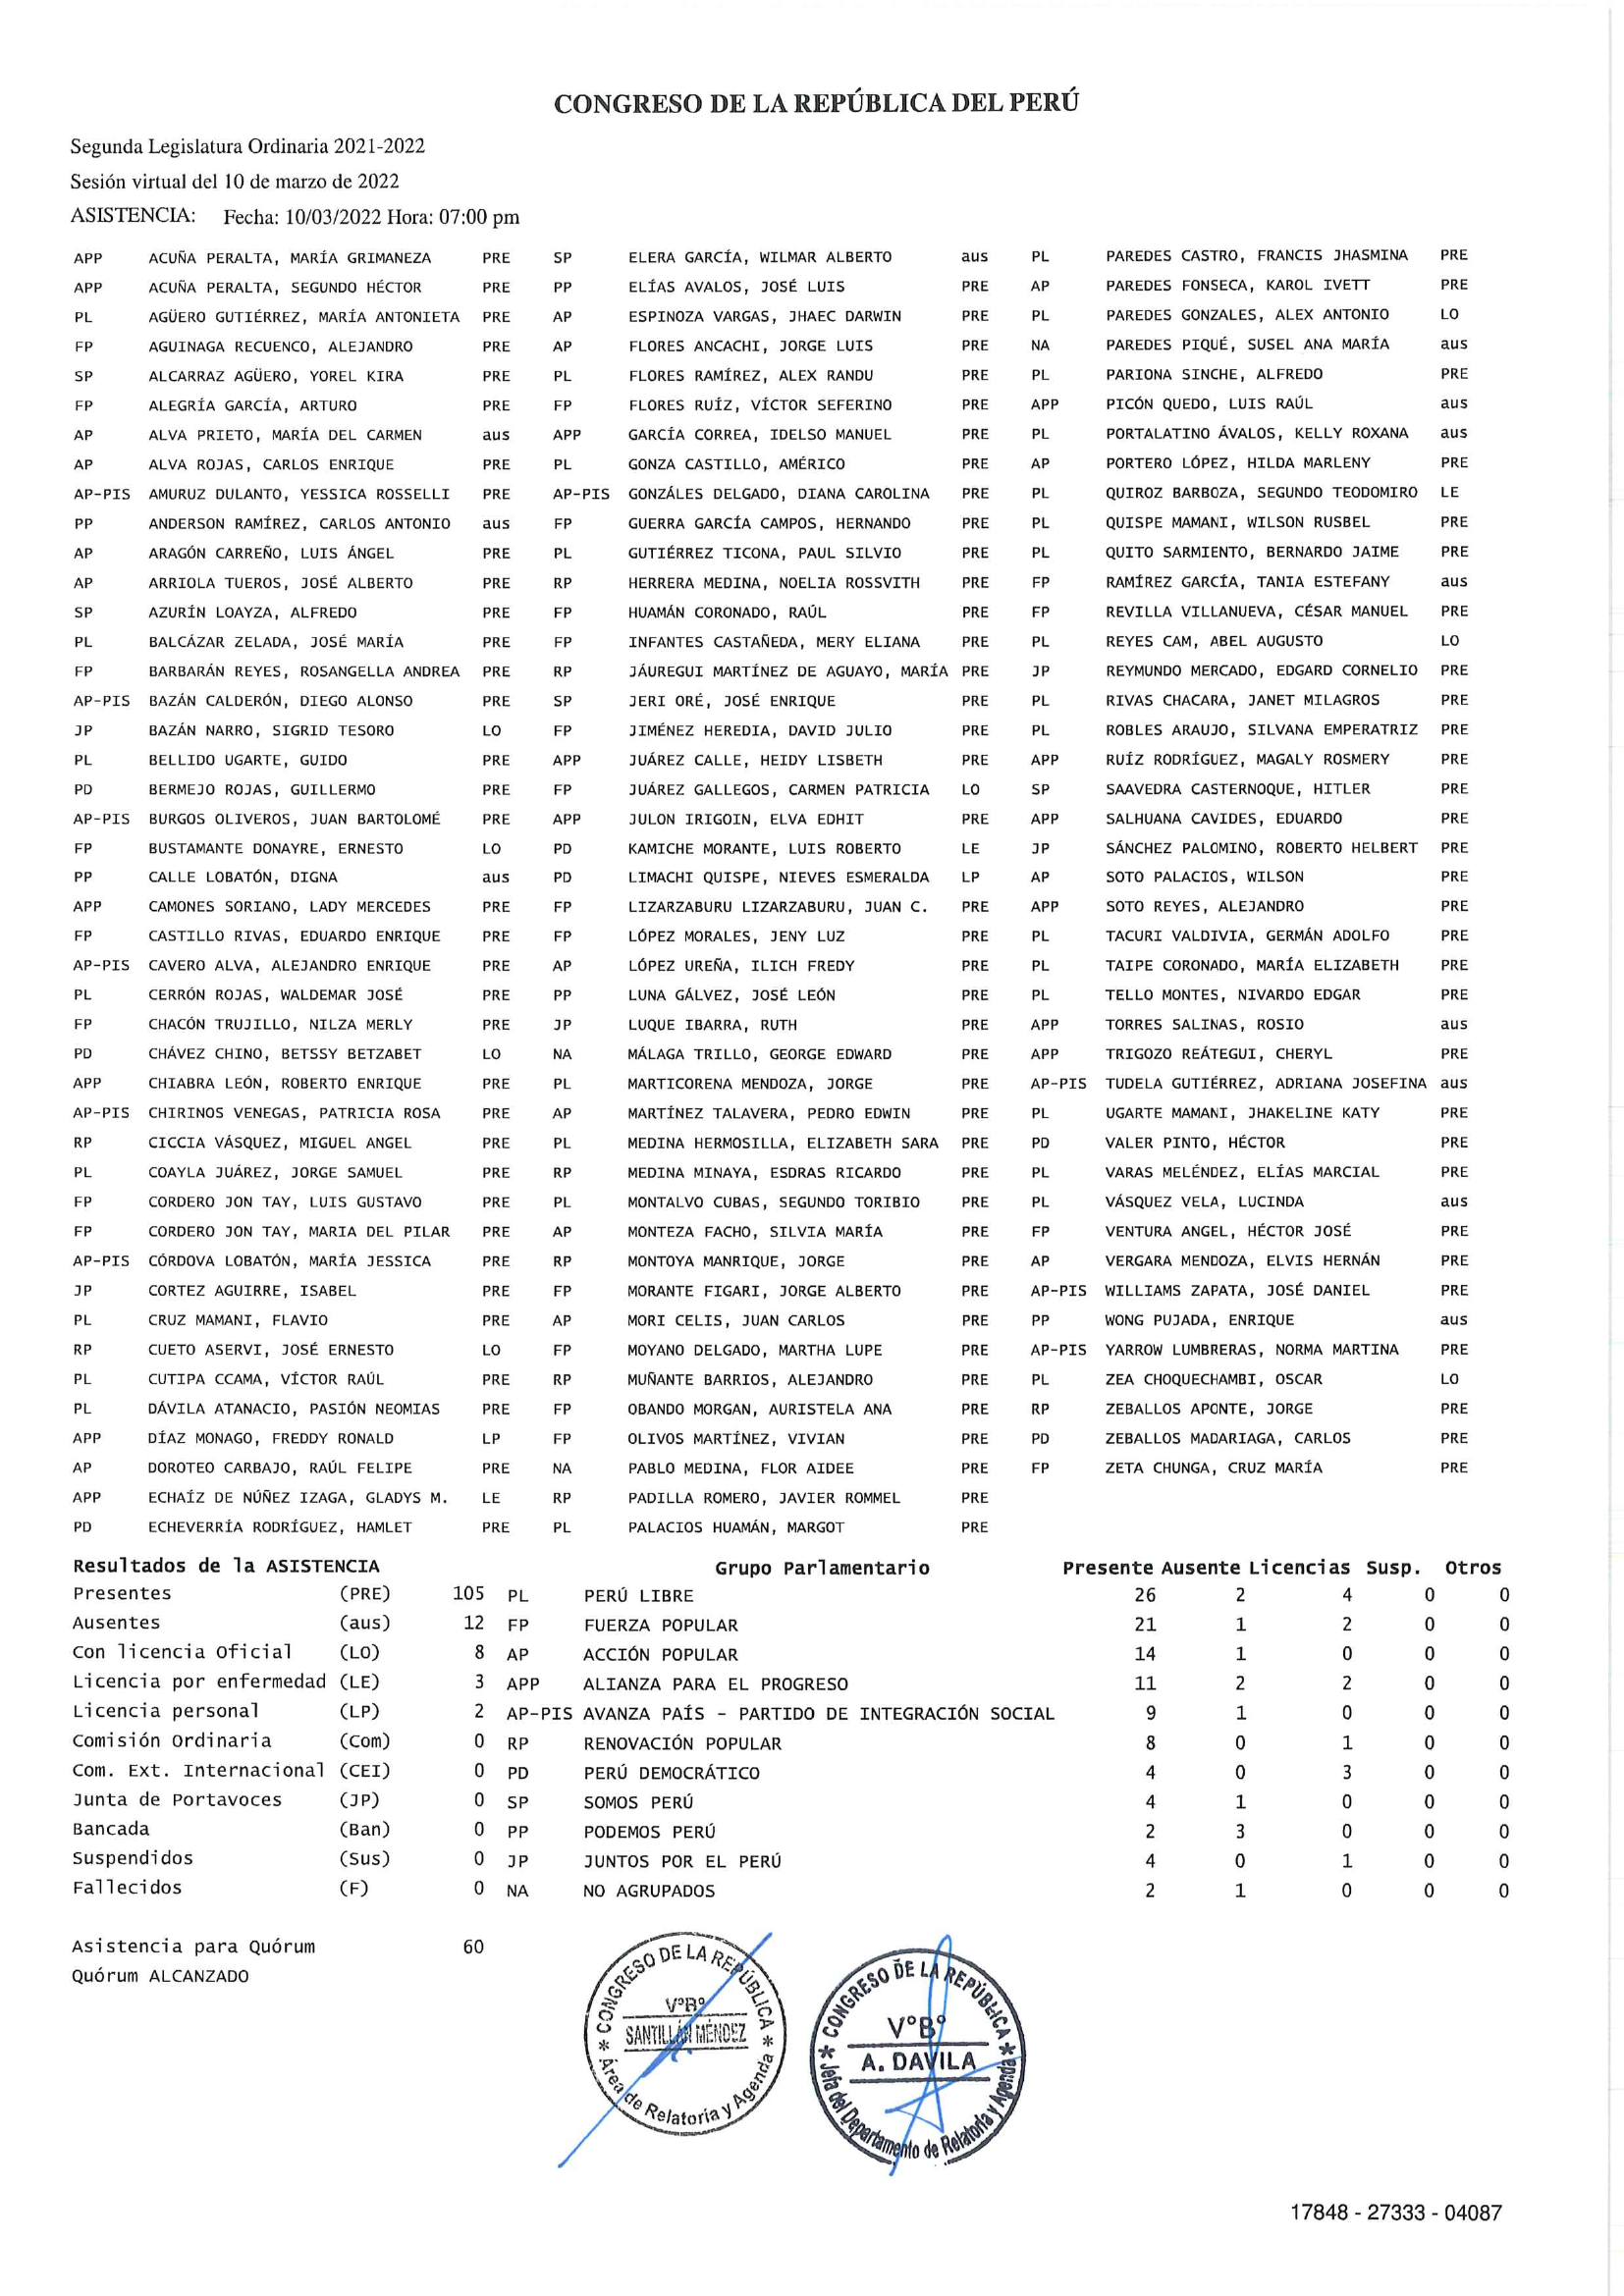 CONGRESO DE LA REPÚBLICA DEL PERÚ
Segunda Legislatura Ordinaria 2021-2022
Sesión virtual del 10 de marzo de 2022
ASISTENCIA: Fecha: 10/03/2022 Hora: 07:00 pm
APP ACUÑA PERALTA, MARÍA GRIMANEZA PRE SP ELERA GARCÍA, WILMAR ALBERTO aus PL PAREDES CASTRO, FRANCIS JHASMINA PRE
APP ACUÑA PERALTA, SEGUNDO HÉCTOR PRE PP ELÍAS AVALOS, JOSÉ LUIS PRE AP PAREDES FONSECA, KAROL IVETT PRE
PL AGÜERO GUTIÉRREZ, MARÍA ANTONIETA PRE AP ESPINOZA VARGAS, JHAEC DARWIN PRE PL PAREDES GONZALES, ALEX ANTONIO LO
FP AGUINAGA RECUENCO, ALEJANDRO PRE AP FLORES ANCACHI, JORGE LUIS PRE NA PAREDES PIQUÉ, SUSEL ANA MARÍA aus
SP ALCARRAZ AGÜERO, YOREL KIRA PRE PL FLORES RAMÍREZ, ALEX RANDU PRE PL PARIONA SINCHE, ALFREDO PRE
FP ALEGRÍA GARCÍA, ARTURO PRE FP FLORES RUÍZ, VÍCTOR SEFERINO PRE APP PICÓN QUEDO, LUIS RAÚL aus
AP ALVA PRIETO, MARÍA DEL CARMEN aus APP GARCÍA CORREA, IDELSO MANUEL PRE PL PORTALATINO ÁVALOS, KELLY ROXANA aus
AP ALVA ROJAS, CARLOS ENRIQUE PRE PL GONZA CASTILLO, AMÉRICO PRE AP PORTERO LÓPEZ, HILDA MARLENY PRE
AP-PIS AMURUZ DULANTO, YESSICA ROSSELLI PRE AP-PIS GONZÁLES DELGADO, DIANA CAROLINA PRE PL QUIROZ BARBOZA, SEGUNDO TEODOMIRO LE
PP ANDERSON RAMÍREZ, CARLOS ANTONIO aus FP GUERRA GARCÍA CAMPOS, HERNANDO PRE PL QUISPE MAMANI, WILSON RUSBEL PRE
AP ARAGÓN CARREÑO, LUIS ÁNGEL PRE PL GUTIÉRREZ TICONA, PAUL SILVIO PRE PL QUITO SARMIENTO, BERNARDO JAIME PRE
AP ARRIOLA TUEROS, JOSÉ ALBERTO PRE RP HERRERA MEDINA, NOELIA ROSSVITH PRE FP RAMÍREZ GARCÍA, TANIA ESTEFANY aus
SP AZURÍN LOAYZA, ALFREDO PRE FP HUAMÁN CORONADO, RAÚL PRE FP REVILLA VILLANUEVA, CÉSAR MANUEL PRE
PL BALCÁZAR ZELADA, JOSÉ MARÍA PRE FP INFANTES CASTAÑEDA, MERY ELIANA PRE PL REYES CAM, ABEL AUGUSTO LO
FP BARBARÁN REYES, ROSANGELLA ANDREA PRE RP JÁUREGUI MARTÍNEZ DE AGUAYO, MARÍA PRE JP REYMUNDO MERCADO, EDGARD CORNELIO PRE
AP-PIS BAZÁN CALDERÓN, DIEGO ALONSO PRE SP JERI ORÉ, JOSÉ ENRIQUE PRE PL RIVAS CHACARA, JANET MILAGROS PRE
JP BAZÁN NARRO, SIGRID TESORO LO FP JIMÉNEZ HEREDIA, DAVID JULIO PRE PL ROBLES ARAUJO, SILVANA EMPERATRIZ PRE
PL BELLIDO UGARTE, GUIDO PRE APP JUÁREZ CALLE, HEIDY LISBETH PRE APP RUÍZ RODRÍGUEZ, MAGALY ROSMERY PRE
PD BERMEJO ROJAS, GUILLERMO PRE FP JUÁREZ GALLEGOS, CARMEN PATRICIA LO SP SAAVEDRA CASTERNOQUE, HITLER PRE
AP-PIS BURGOS OLIVEROS, JUAN BARTOLOMÉ PRE APP JULON IRIGOIN, ELVA EDHIT PRE APP SALHUANA CAVIDES, EDUARDO PRE
FP BUSTAMANTE DONAYRE, ERNESTO LO PD KAMICHE MORANTE, LUIS ROBERTO LE JP SÁNCHEZ PALOMINO, ROBERTO HELBERT PRE
PP CALLE LOBATÓN, DIGNA aus PD LIMACHI QUISPE, NIEVES ESMERALDA LP AP SOTO PALACIOS, WILSON PRE
APP CAMONES SORIANO, LADY MERCEDES PRE FP LIZARZABURU LIZARZABURU, JUAN C. PRE APP SOTO REYES, ALEJANDRO PRE
FP CASTILLO RIVAS, EDUARDO ENRIQUE PRE FP LÓPEZ MORALES, JENY LUZ PRE PL TACURI VALDIVIA, GERMÁN ADOLFO PRE
AP-PIS CAVERO ALVA, ALEJANDRO ENRIQUE PRE AP LÓPEZ UREÑA, ILICH FREDY PRE PL TAIPE CORONADO, MARÍA ELIZABETH PRE
PL CERRÓN ROJAS, WALDEMAR JOSÉ PRE PP LUNA GÁLVEZ, JOSÉ LEÓN PRE PL TELLO MONTES, NIVARDO EDGAR PRE
FP CHACÓN TRUJILLO, NILZA MERLY PRE JP LUQUE IBARRA, RUTH PRE APP TORRES SALINAS, ROSIO aus
PD CHÁVEZ CHINO, BETSSY BETZABET LO NA MÁLAGA TRILLO, GEORGE EDWARD PRE APP TRIGOZO REÁTEGUI, CHERYL PRE
APP CHIABRA LEÓN, ROBERTO ENRIQUE PRE PL MARTICORENA MENDOZA, JORGE PRE AP-PIS TUDELA GUTIÉRREZ, ADRIANA JOSEFINA aus
AP-PIS CHIRINOS VENEGAS, PATRICIA ROSA PRE AP MARTÍNEZ TALAVERA, PEDRO EDWIN PRE PL UGARTE MAMANI, JHAKELINE KATY PRE
RP CICCIA VÁSQUEZ, MIGUEL ANGEL PRE PL MEDINA HERMOSILLA, ELIZABETH SARA PRE PD VALER PINTO, HÉCTOR PRE
PL COAYLA JUÁREZ, JORGE SAMUEL PRE RP MEDINA MINAYA, ESDRAS RICARDO PRE PL VARAS MELÉNDEZ, ELÍAS MARCIAL PRE
FP CORDERO JON TAY, LUIS GUSTAVO PRE PL MONTALVO CUBAS, SEGUNDO TORIBIO PRE PL VÁSQUEZ VELA, LUCINDA aus
FP CORDERO JON TAY, MARIA DEL PILAR PRE AP MONTEZA FACHO, SILVIA MARÍA PRE FP VENTURA ANGEL, HÉCTOR JOSÉ PRE
AP-PIS CÓRDOVA LOBATÓN, MARÍA JESSICA PRE RP MONTOYA MANRIQUE, JORGE PRE AP VERGARA MENDOZA, ELVIS HERNÁN PRE
JP CORTEZ AGUIRRE, ISABEL PRE FP MORANTE FIGARI, JORGE ALBERTO PRE AP-PIS WILLIAMS ZAPATA, JOSÉ DANIEL PRE
PL CRUZ MAMANI, FLAVIO PRE AP MORI CELIS, JUAN CARLOS PRE PP WONG PUJADA, ENRIQUE aus
RP CUETO ASERVI, JOSÉ ERNESTO LO FP MOYANO DELGADO, MARTHA LUPE PRE AP-PIS YARROW LUMBRERAS, NORMA MARTINA PRE
PL CUTIPA CCAMA, VÍCTOR RAÚL PRE RP MUÑANTE BARRIOS, ALEJANDRO PRE PL ZEA CHOQUECHAMBI, OSCAR LO
PL DÁVILA ATANACIO, PASIÓN NEOMIAS PRE FP OBANDO MORGAN, AURISTELA ANA PRE RP ZEBALLOS APONTE, JORGE PRE
APP DÍAZ MONAGO, FREDDY RONALD LP FP OLIVOS MARTÍNEZ, VIVIAN PRE PD ZEBALLOS MADARIAGA, CARLOS PRE
AP DOROTEO CARBAJO, RAÚL FELIPE PRE NA PABLO MEDINA, FLOR AIDEE PRE FP ZETA CHUNGA, CRUZ MARÍA PRE
APP ECHAÍZ DE NÚÑEZ IZAGA, GLADYS M. LE RP PADILLA ROMERO, JAVIER ROMMEL PRE
PD ECHEVERRÍA RODRÍGUEZ, HAMLET PRE PL PALACIOS HUAMÁN, MARGOT PRE
Resultados de la ASISTENCIA Grupo Parlamentario Presente Ausente Licencias Susp. Otros
Presentes (PRE) 105 PL PERÚ LIBRE 26 2 4 0 0
Ausentes (aus) 12 FP FUERZA POPULAR 21 1 2 0 0
Con licencia Oficial (LO) 8 AP ACCIÓN POPULAR 14 1 0 0 0
Licencia por enfermedad (LE) 3 APP ALIANZA PARA EL PROGRESO 11 2 2 0 0
Licencia personal (LP) 2 AP-PIS AVANZA PAÍS - PARTIDO DE INTEGRACIÓN SOCIAL 9 1 0 0 0
Comisión Ordinaria (Com) 0 RP RENOVACIÓN POPULAR 8 0 1 0 0
Com. Ext. Internacional (CEI) 0 PD PERÚ DEMOCRÁTICO 4 0 3 0 0
Junta de Portavoces (JP) 0 SP SOMOS PERÚ 4 1 0 0 0
Bancada (Ban) 0 PP PODEMOS PERÚ 2 3 0 0 0
Suspendidos (Sus) 0 JP JUNTOS POR EL PERÚ 4 0 1 0 0
Fallecidos (F) 0 NA NO AGRUPADOS 2 1 0 0 0
Asistencia para Quórum 60
Quórum ALCANZADO
CONGRESO DE LA REPÚBLICA
V°B°
SANTILLÁN MÉNDEZ
Área de Relatoría y Agenda
CONGRESO DE LA REPÚBLICA
V°B°
A. DAVILA
Jefa del Departamento de Relatoría y Agenda
17848 - 27333 - 04087